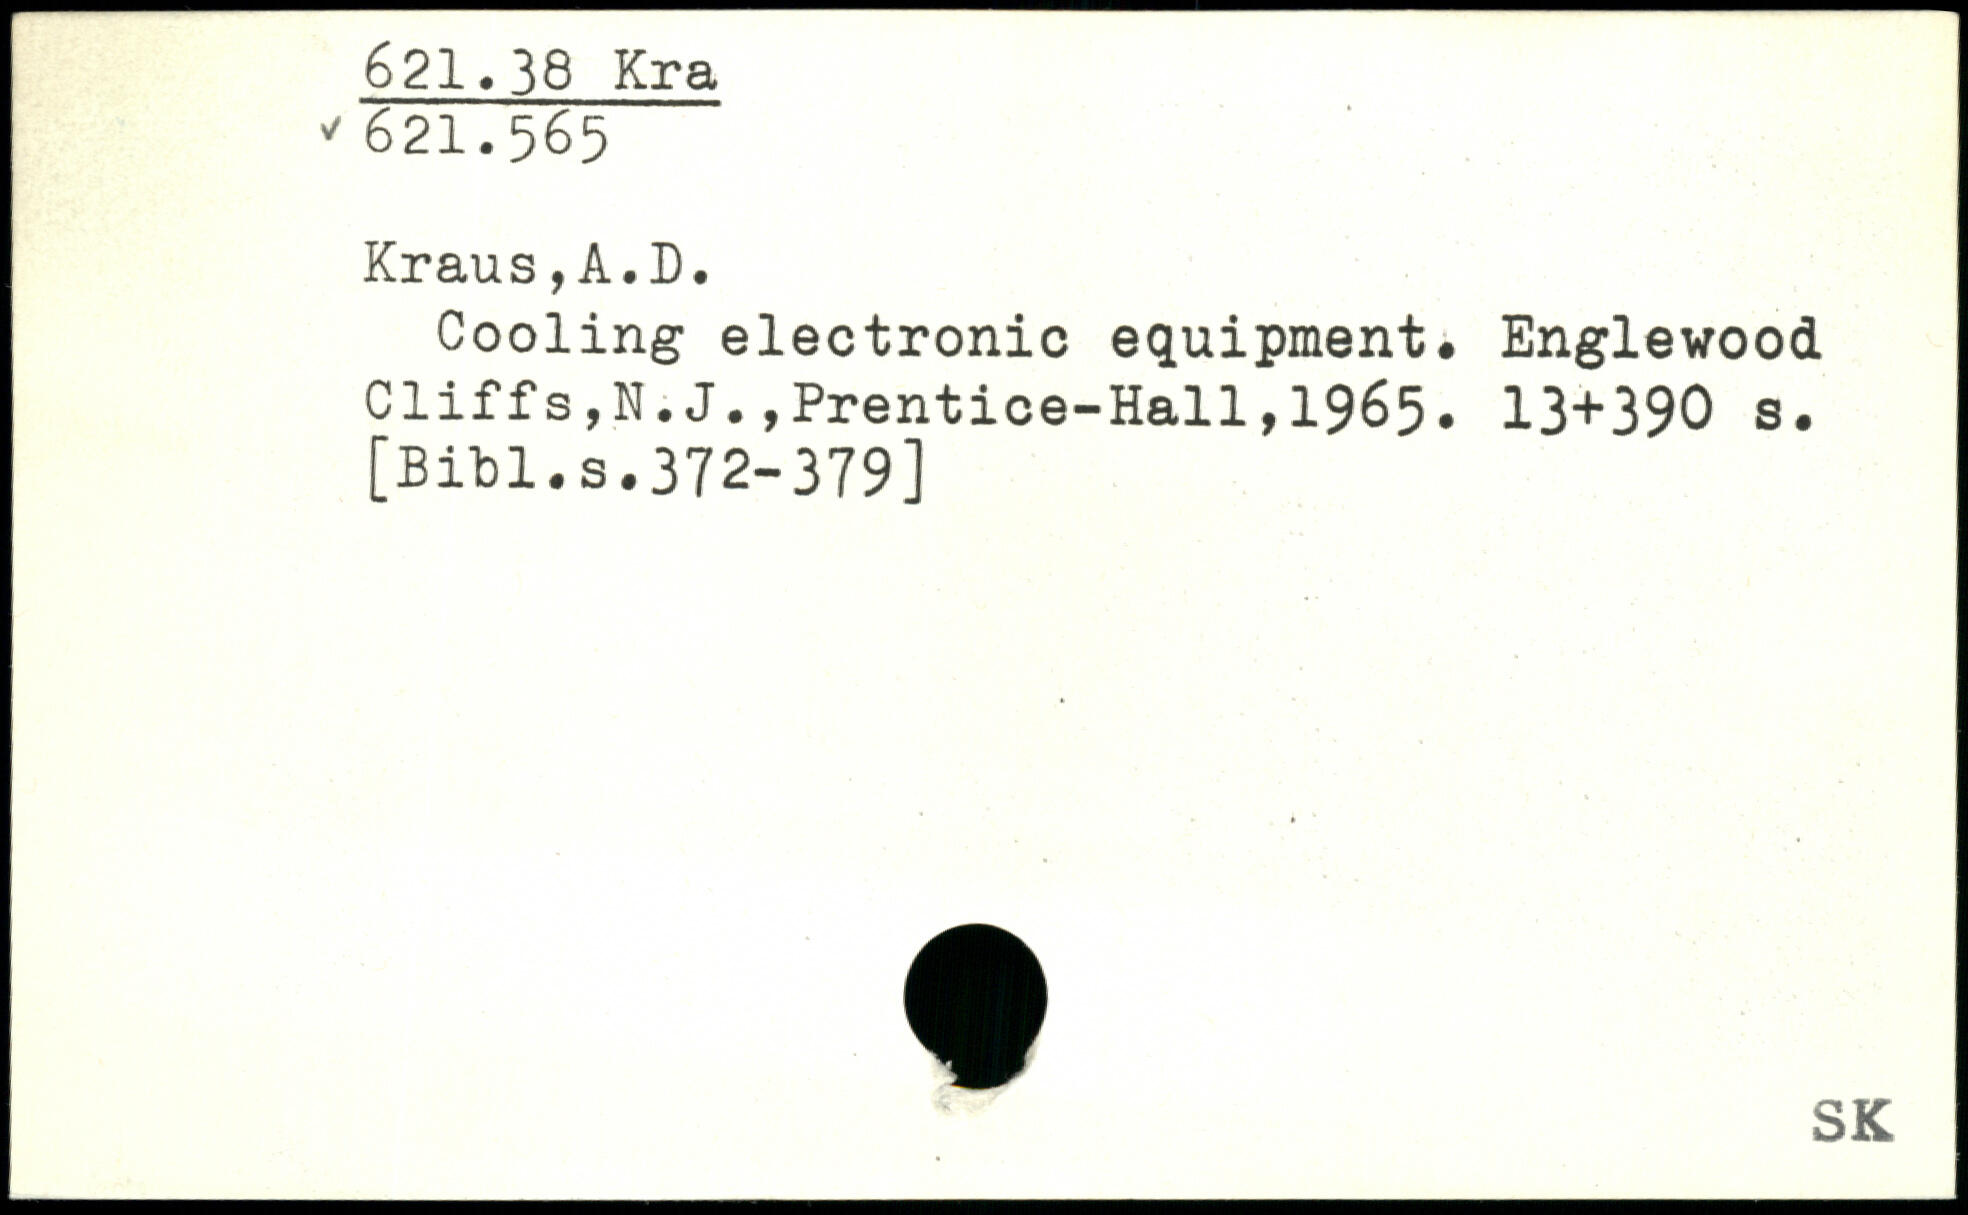 621.38 Kra
✓ 621.565
Kraus,A.D.
Cooling electronic equipment. Englewood
Cliffs,N.J.,Prentice-Hall,1965. 13+390 s.
[Bibl.s.372-379]
SK